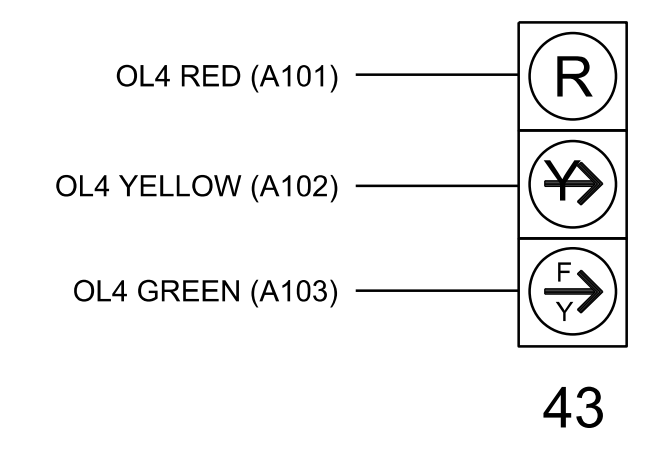 OL4 RED (A101)
R
OL4 YELLOW (A102)
Y
OL4 GREEN (A103)
F
Y
43